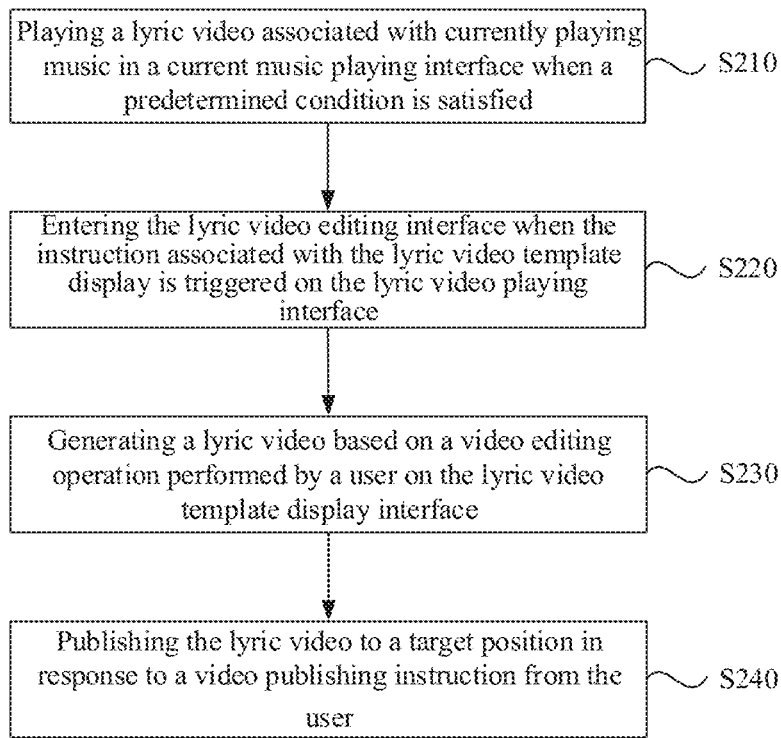 Playing a lyric video associated with currently playing
music in a current music playing interface when a
predetermined condition is satisfied
S210
Entering the lyric video editing interface when the
instruction associated with the lyric video template
display is triggered on the lyric video playing
interface
S220
Generating a lyric video based on a video editing
operation performed by a user on the lyric video
template display interface
S230
Publishing the lyric video to a target position in
response to a video publishing instruction from the
user
S240